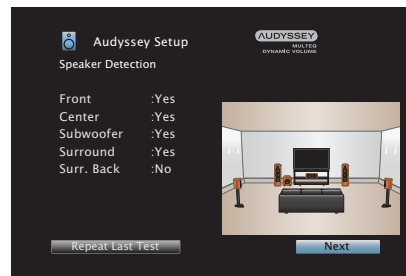 Audyssey Setup
AUDYSSEY
MULTEQ
DYNAMIC VOLUME
Speaker Detection
Front :Yes
Center :Yes
Subwoofer :Yes
Surround :Yes
Surr. Back :No
Repeat Last Test
Next